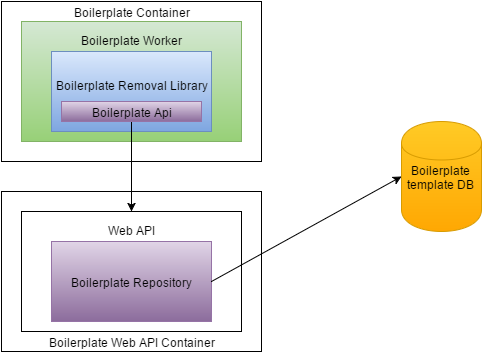 Boilerplate Container
Boilerplate Worker
Boilerplate Removal Library
Boilerplate Api
Boilerplate
template DB
Web API
Boilerplate Repository
Boilerplate Web API Container